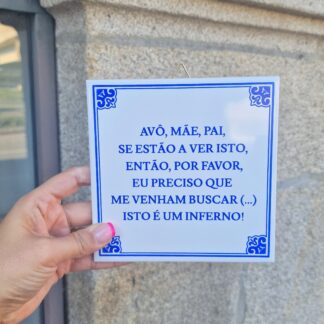 AVÔ, MÃE, PAI,
SE ESTÃO A VER ISTO,
ENTÃO, POR FAVOR,
EU PRECISO QUE
ME VENHAM BUSCAR (...)
ISTO É UM INFERNO!